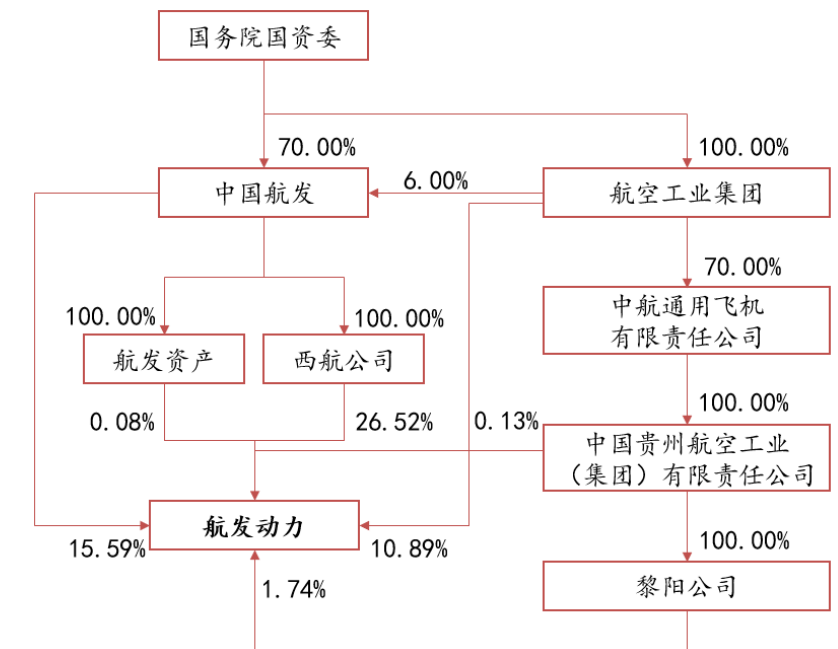 国务院国资委
70.00%
100.00%
中国航发
6.00%
航空工业集团
70.00%
中航通用飞机
有限责任公司
100.00%
100.00%
航发资产
西航公司
100.00%
0.08%
26.52%
0.13%
中国贵州航空工业
（集团）有限责任公司
航发动力
15.59%
10.89%
100.00%
1.74%
黎阳公司